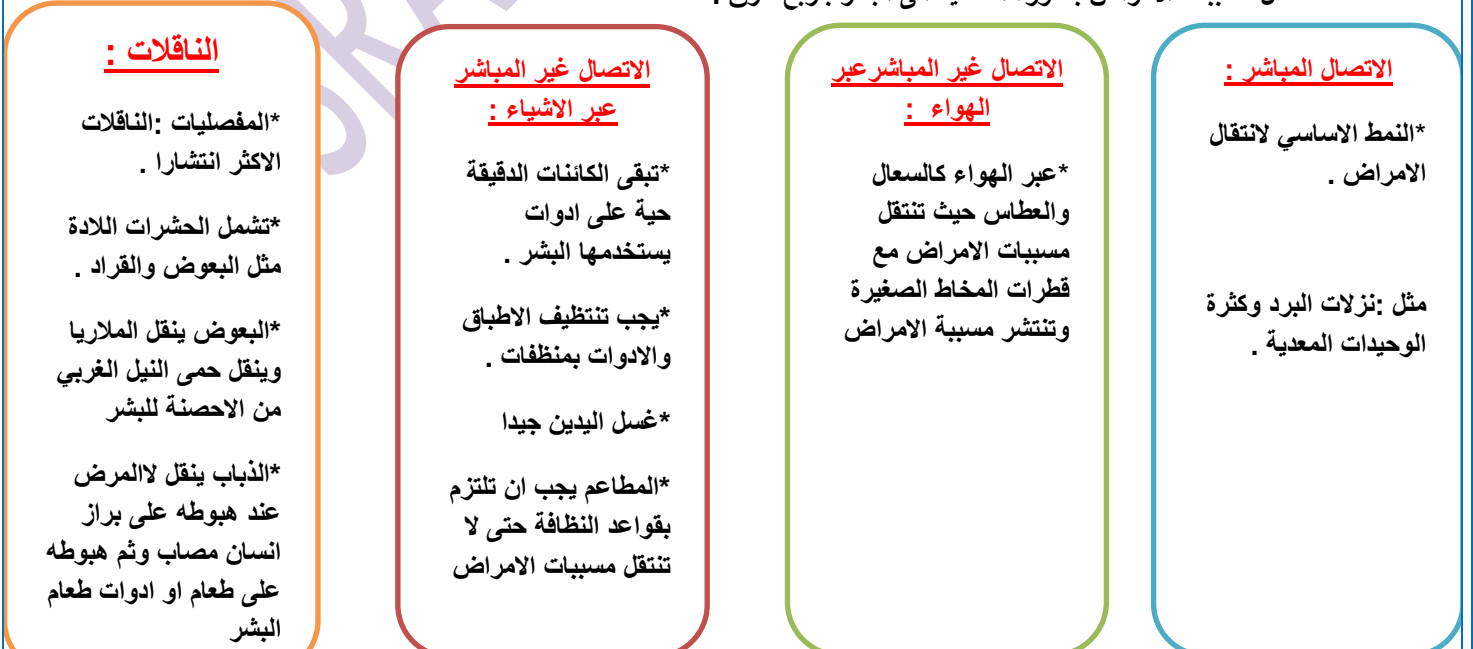 الاتصال المباشر :
*النمط الاساسي لانتقال
الامراض .
مثل :نزلات البرد وكثرة
الوحيدات المعدية .
الاتصال غير المباشرعبر
الهواء :
*عبر الهواء كالسعال
والعطاس حيث تنتقل
مسببات الامراض مع
قطرات المخاط الصغيرة
وتنتشر مسببة الامراض
الاتصال غير المباشر
عبر الاشياء :
*تبقى الكائنات الدقيقة
حية على ادوات
يستخدمها البشر .
*يجب تنتظيف الاطباق
والادوات بمنظفات .
*غسل اليدين جيدا
*المطاعم يجب ان تلتزم
بقواعد النظافة حتى لا
تنتقل مسببات الامراض
الناقلات :
*المفصليات :الناقلات
الاكثر انتشارا .
*تشمل الحشرات اللادة
مثل البعوض والقراد .
*البعوض ينقل الملاريا
وينقل حمى النيل الغربي
من الاحصنة للبشر
*الذباب ينقل لاالمرض
عند هبوطه على براز
انسان مصاب وثم هبوطه
على طعام او ادوات طعام
البشر